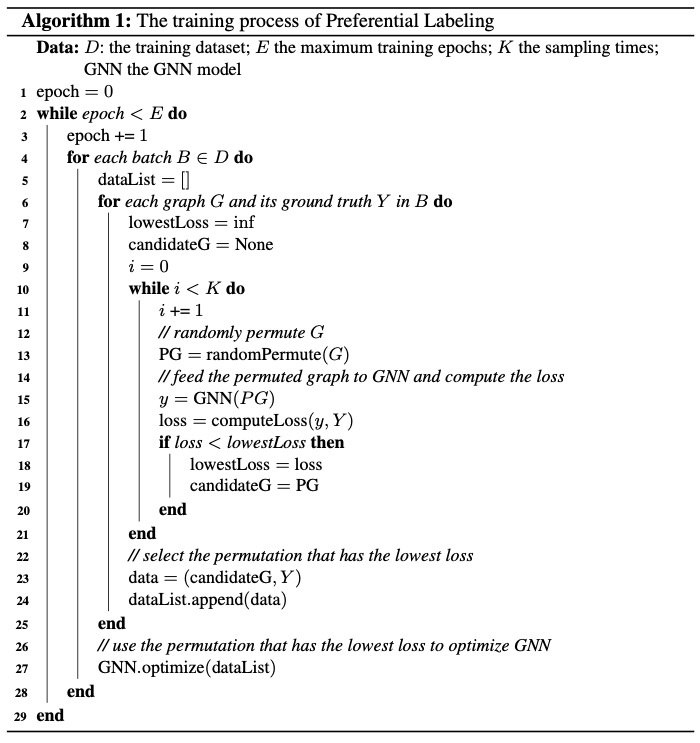 Algorithm 1: The training process of Preferential Labeling
Data: D: the training dataset; E the maximum training epochs; K the sampling times;
GNN the GNN model
1 epoch = 0
2 while epoch < E do
3 epoch += 1
4 for each batch B ∈ D do
5 dataList = []
6 for each graph G and its ground truth Y in B do
7 lowestLoss = inf
8 candidateG = None
9 i = 0
10 while i < K do
11 i += 1
12 // randomly permute G
13 PG = randomPermute(G)
14 // feed the permuted graph to GNN and compute the loss
15 y = GNN(PG)
16 loss = computeLoss(y, Y)
17 if loss < lowestLoss then
18 lowestLoss = loss
19 candidateG = PG
20 end
21 end
22 // select the permutation that has the lowest loss
23 data = (candidateG, Y)
24 dataList.append(data)
25 end
26 // use the permutation that has the lowest loss to optimize GNN
27 GNN.optimize(dataList)
28 end
29 end